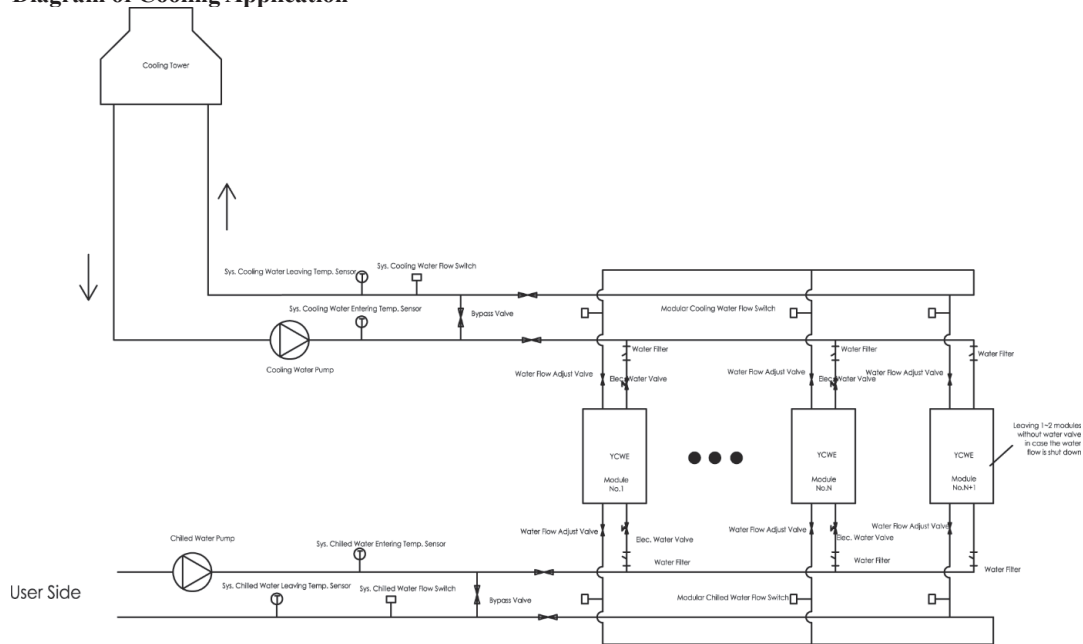 Diagram of Cooling Application
Cooling Tower
Sys. Cooling Water Leaving Temp. Sensor
Sys. Cooling Water Flow Switch
Sys. Cooling Water Entering Temp. Sensor
Bypass Valve
Modular Cooling Water Flow Switch
Cooling Water Pump
Water Filter
Water Filter
Water Filter
Water Flow Adjust Valve
Elec. Water Valve
Water Flow Adjust Valve
Elec. Water Valve
Water Flow Adjust Valve
YCWE
Module
No.1
YCWE
Module
No.N
YCWE
Module
No.N+1
Leaving 1~2 modules
without water valve
in case the water
flow is shut down
Water Flow Adjust Valve
Elec. Water Valve
Water Flow Adjust Valve
Elec. Water Valve
Water Flow Adjust Valve
Chilled Water Pump
Sys. Chilled Water Entering Temp. Sensor
Water Filter
Water Filter
Water Filter
User Side
Sys. Chilled Water Leaving Temp. Sensor
Sys. Chilled Water Flow Switch
Bypass Valve
Modular Chilled Water Flow Switch